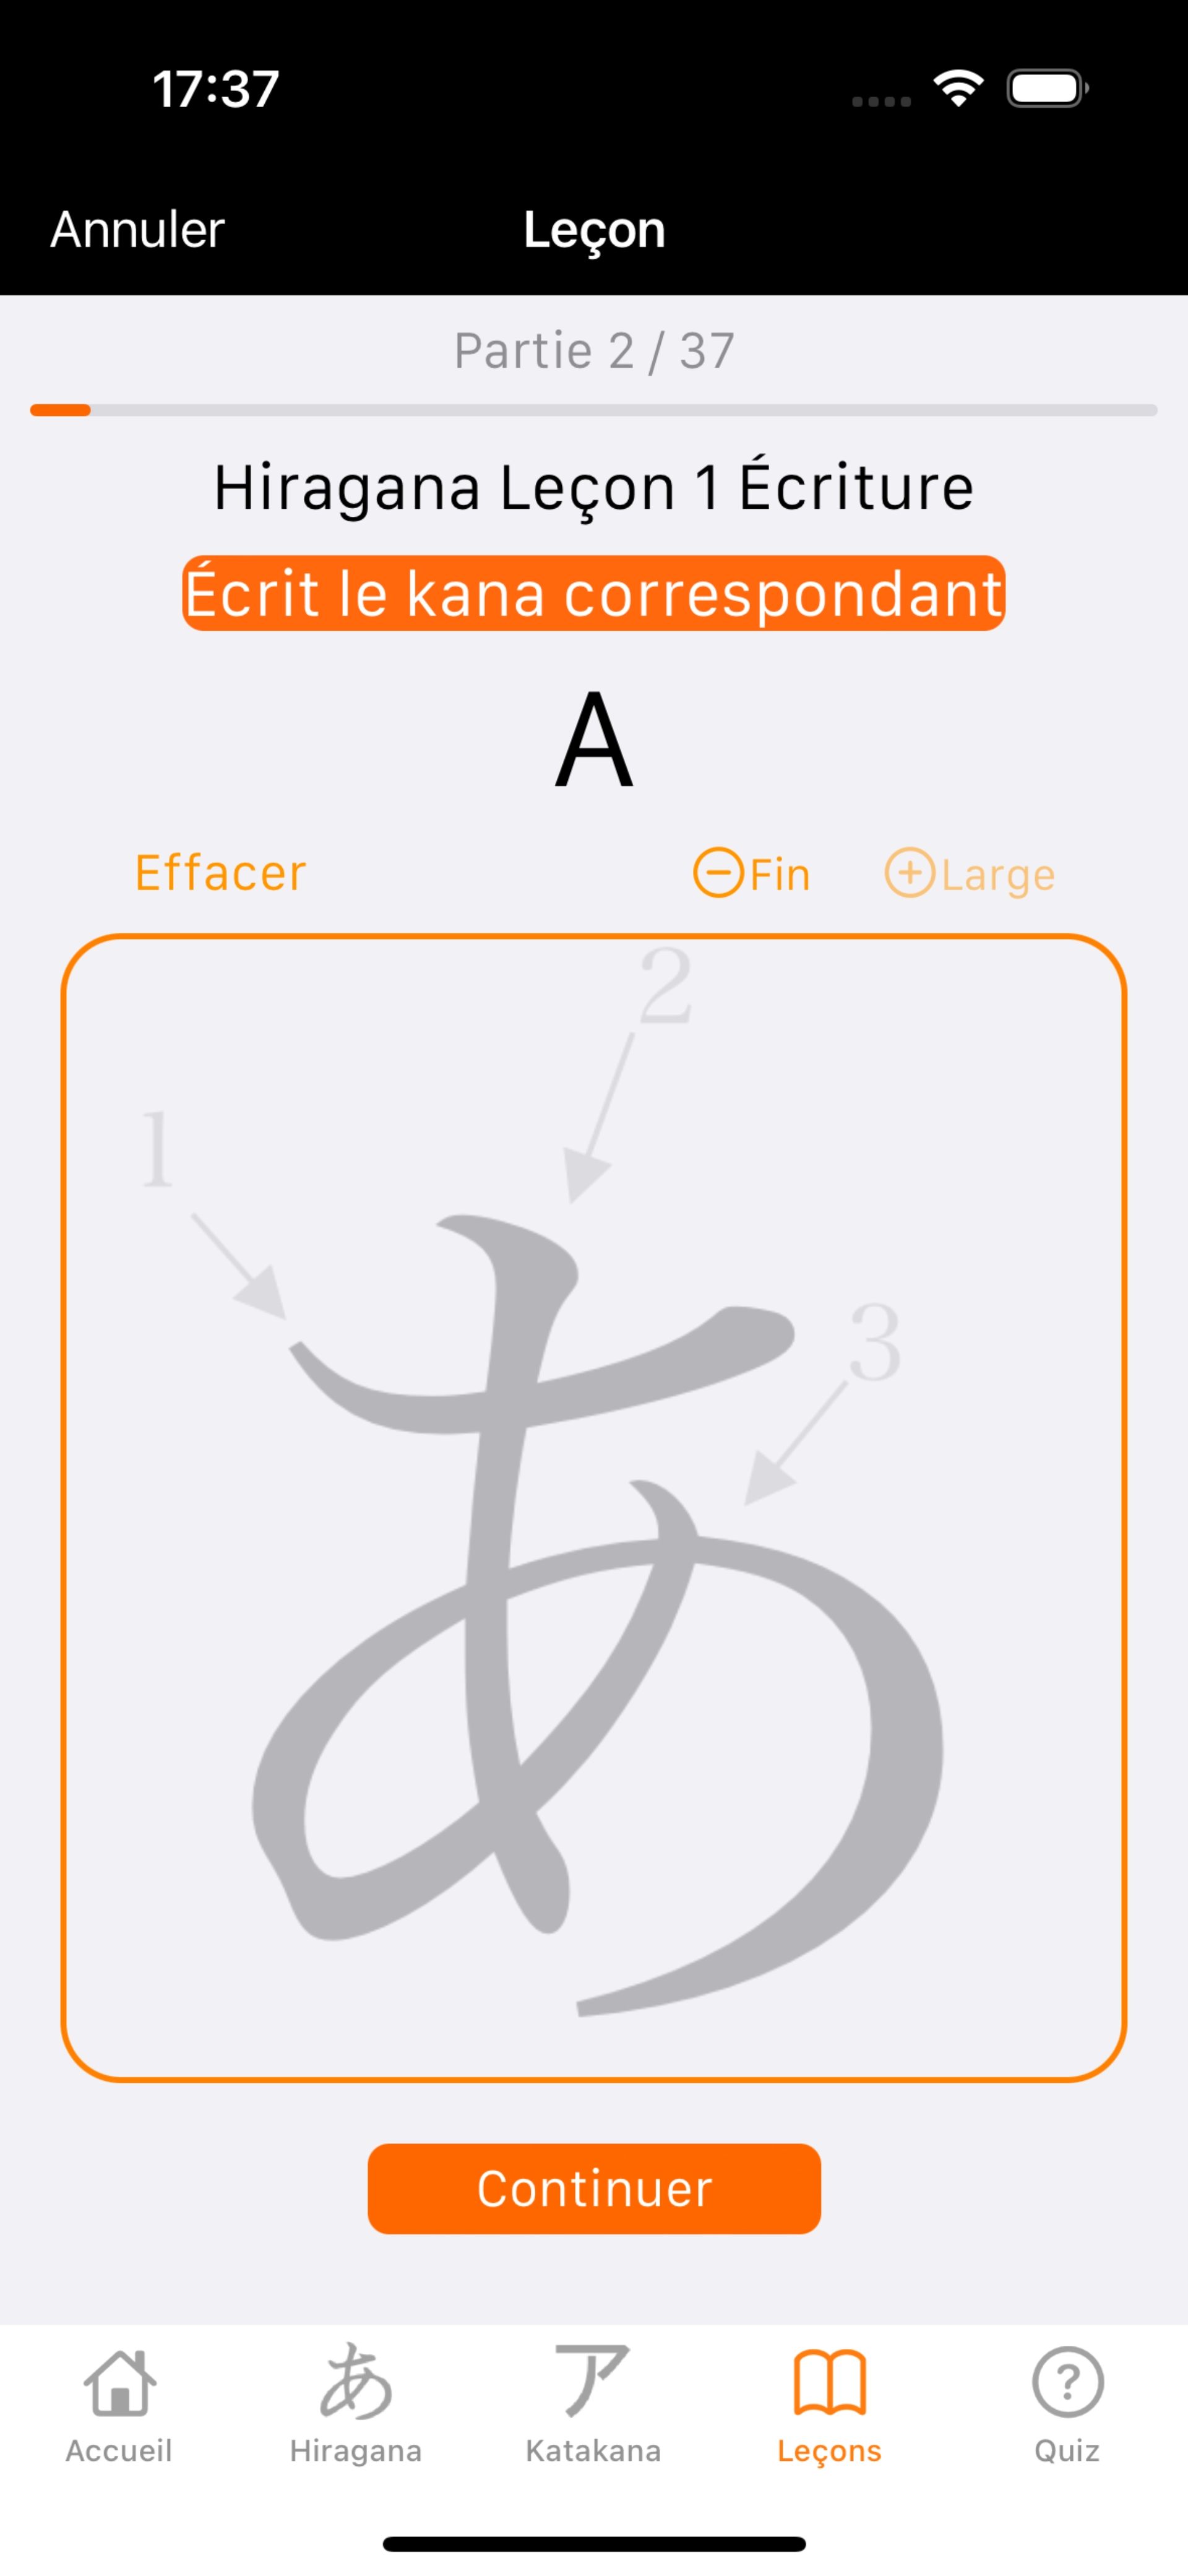 17:37
Annuler Leçon
Partie 2 / 37
Hiragana Leçon 1 Écriture
Écrit le kana correspondant
A
Effacer Fin Large
2
1
3
あ
Continuer
あ ア ?
Accueil Hiragana Katakana Leçons Quiz